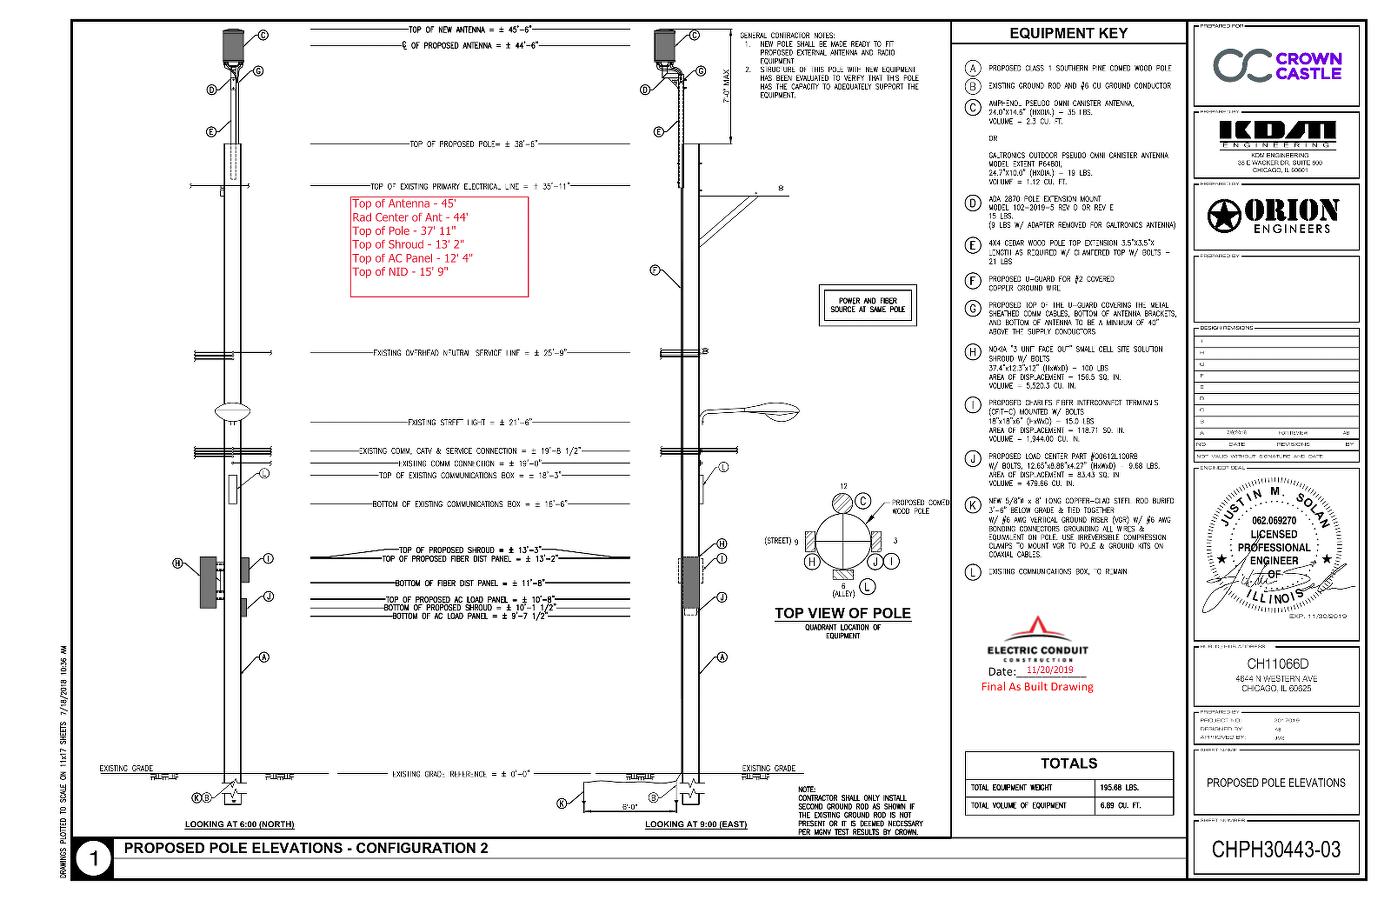 TOP OF NEW ANTENNA = ± 45'-6"
℄ OF PROPOSED ANTENNA = ± 44'-6"
TOP OF PROPOSED POLE= ± 38'-6"
TOP OF EXISTING PRIMARY ELECTRICAL LINE = ± 35'-11"
Top of Antenna - 45'
Rad Center of Ant - 44'
Top of Pole - 37' 11"
Top of Shroud - 13' 2"
Top of AC Panel - 12' 4"
Top of NID - 15' 9"
EXISTING OVERHEAD NEUTRAL SERVICE LINE = ± 25'-9"
EXISTING STREET LIGHT = ± 21'-6"
EXISTING COMM, CATV & SERVICE CONNECTION = ± 19'-8 1/2"
EXISTING COMM CONNECTION = ± 19'-0"
TOP OF EXISTING COMMUNICATIONS BOX = ± 18'-3"
BOTTOM OF EXISTING COMMUNICATIONS BOX = ± 16'-6"
TOP OF PROPOSED SHROUD = ± 13'-3"
TOP OF PROPOSED FIBER DIST PANEL = ± 13'-2"
BOTTOM OF FIBER DIST PANEL = ± 11'-8"
TOP OF PROPOSED AC LOAD PANEL = ± 10'-8"
BOTTOM OF PROPOSED SHROUD = ± 10'-1 1/2"
BOTTOM OF AC LOAD PANEL = ± 9'-7 1/2"
EXISTING GRADE
EXISTING GRADE REFERENCE = ± 0'-0"
EXISTING GRADE
C
G
D
E
L
H
I
J
A
K
B
LOOKING AT 6:00 (NORTH)
C
G
D
E
F
7'-0" MAX
8
L
H
I
J
A
K
B
6'-0"
LOOKING AT 9:00 (EAST)
GENERAL CONTRACTOR NOTES:
1. NEW POLE SHALL BE MADE READY TO FIT
PROPOSED EXTERNAL ANTENNA AND RADIO
EQUIPMENT
2. STRUCTURE OF THIS POLE WITH NEW EQUIPMENT
HAS BEEN EVALUATED TO VERIFY THAT THIS POLE
HAS THE CAPACITY TO ADEQUATELY SUPPORT THE
EQUIPMENT.
POWER AND FIBER
SOURCE AT SAME POLE
12
C
PROPOSED COMED
WOOD POLE
(STREET) 9
3
H
J
I
6
(ALLEY)
L
TOP VIEW OF POLE
QUADRANT LOCATION OF
EQUIPMENT
NOTE:
CONTRACTOR SHALL ONLY INSTALL
SECOND GROUND ROD AS SHOWN IF
THE EXISTING GROUND ROD IS NOT
PRESENT OR IT IS DEEMED NECESSARY
PER MGNV TEST RESULTS BY CROWN.
EQUIPMENT KEY
A PROPOSED CLASS 1 SOUTHERN PINE COMED WOOD POLE
B EXISTING GROUND ROD AND #6 CU GROUND CONDUCTOR
C AMPHENOL PSEUDO OMNI CANISTER ANTENNA,
24.0"X14.6" (HXDIA.) - 35 LBS.
VOLUME = 2.3 CU. FT.
OR
GALTRONICS OUTDOOR PSEUDO OMNI CANISTER ANTENNA
MODEL EXTENT P6480I,
24.7"X10.0" (HXDIA.) - 19 LBS.
VOLUME = 1.12 CU. FT.
D ADA 2870 POLE EXTENSION MOUNT
MODEL 102-2019-5 REV D OR REV E
15 LBS.
(9 LBS W/ ADAPTER REMOVED FOR GALTRONICS ANTENNA)
E 4X4 CEDAR WOOD POLE TOP EXTENSION 3.5"X3.5"X
LENGTH AS REQUIRED W/ CHAMFERED TOP W/ BOLTS -
21 LBS
F PROPOSED U-GUARD FOR #2 COVERED
COPPER GROUND WIRE
G PROPOSED TOP OF THE U-GUARD COVERING THE METAL
SHEATHED COMM CABLES, BOTTOM OF ANTENNA BRACKETS,
AND BOTTOM OF ANTENNA TO BE A MINIMUM OF 40"
ABOVE THE SUPPLY CONDUCTORS
H NOKIA "3 UNIT FACE OUT" SMALL CELL SITE SOLUTION
SHROUD W/ BOLTS
37.4"x12.3"x12" (HxWxD) - 100 LBS
AREA OF DISPLACEMENT - 156.5 SQ. IN.
VOLUME - 5,520.3 CU. IN.
I PROPOSED CHARLES FIBER INTERCONNECT TERMINALS
(CFIT-C) MOUNTED W/ BOLTS
18"x18"x6" (HxWxD) - 15.0 LBS
AREA OF DISPLACEMENT = 118.71 SQ. IN.
VOLUME = 1,944.00 CU. IN.
J PROPOSED LOAD CENTER PART #QO0612L100RB
W/ BOLTS, 12.65"x8.88"x4.27" (HxWxD) - 9.68 LBS.
AREA OF DISPLACEMENT = 83.43 SQ IN
VOLUME = 479.66 CU. IN.
K NEW 5/8"# x 8' LONG COPPER-CLAD STEEL ROD BURIED
3'-6" BELOW GRADE & TIED TOGETHER
W/ #6 AWG VERTICAL GROUND RISER (VGR) W/ #6 AWG
BONDING CONNECTORS GROUNDING ALL WIRES &
EQUIVALENT ON POLE. USE IRREVERSIBLE COMPRESSION
CLAMPS TO MOUNT VGR TO POLE & GROUND KITS ON
COAXIAL CABLES.
L EXISTING COMMUNICATIONS BOX, TO REMAIN
ELECTRIC CONDUIT
CONSTRUCTION
Date: 11/20/2019
Final As Built Drawing
TOTALS
TOTAL EQUIPMENT WEIGHT 195.68 LBS.
TOTAL VOLUME OF EQUIPMENT 6.69 CU. FT.
PREPARED FOR
CROWN
CASTLE
PREPARED BY
KDM
ENGINEERING
KDM ENGINEERING
35 E WACKER DR, SUITE 800
CHICAGO, IL 60601
PREPARED BY
ORION
ENGINEERS
PREPARED BY
DESIGN REVISIONS
I
H
G
F
E
D
C
B
A FOR REVIEW AB
NO DATE REVISIONS BY
NOT VALID WITHOUT SIGNATURE AND DATE
ENGINEER SEAL
JUSTIN M. SOLAN
062.069270
LICENSED
PROFESSIONAL
ENGINEER
OF
ILLINOIS
EXP. 11/30/2019
CH11066D
4644 N WESTERN AVE
CHICAGO, IL 60625
PREPARED BY
PROJECT NO:
DESIGNED BY: AB
APPROVED BY: JMS
SHEET NAME
PROPOSED POLE ELEVATIONS
SHEET NUMBER
CHPH30443-03
1
PROPOSED POLE ELEVATIONS - CONFIGURATION 2
DRAWINGS PLOTTED TO SCALE ON 11x17 SHEETS 7/18/2018 10:36 AM